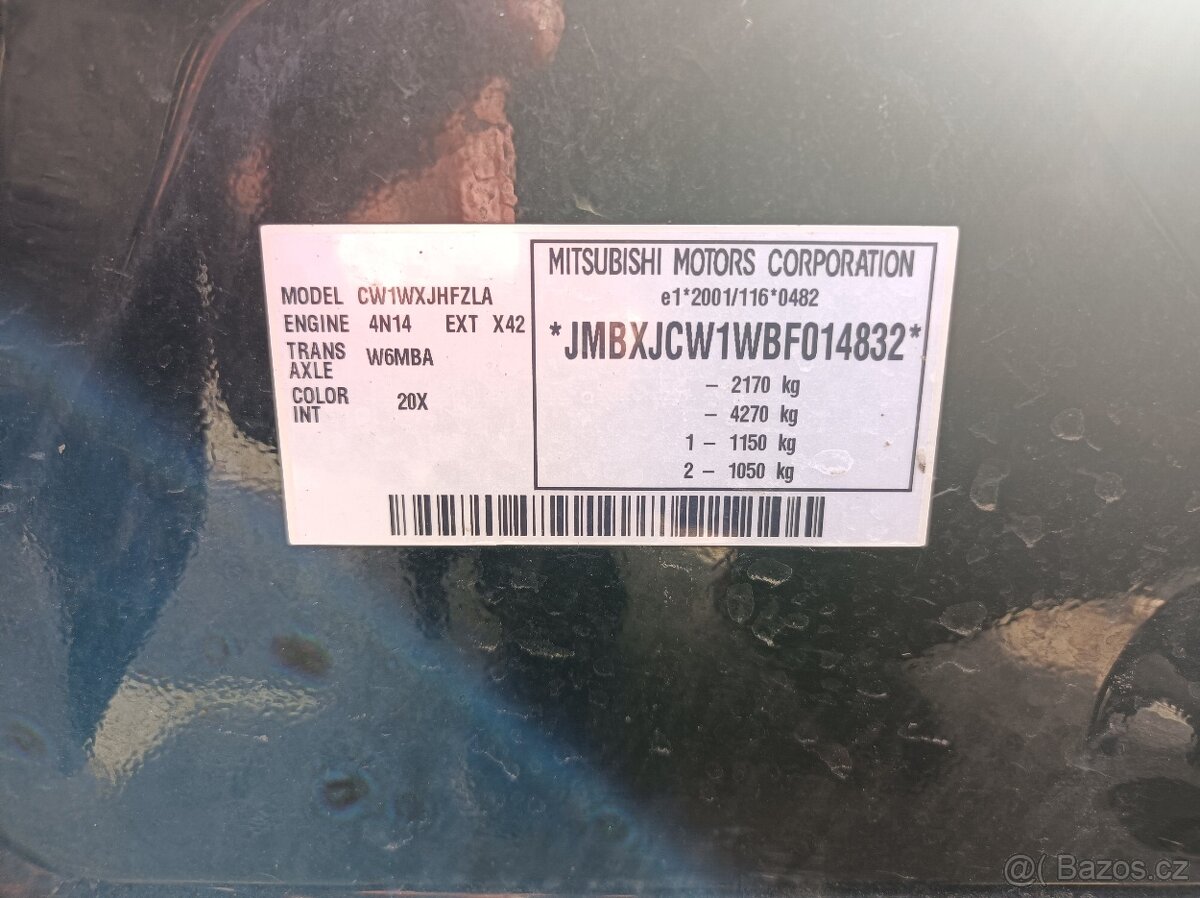 MODEL CW1WXJHFZLA
ENGINE 4N14 EXT X42
TRANS AXLE W6MBA
COLOR INT 20X
MITSUBISHI MOTORS CORPORATION
e1*2001/116*0482
*JMBXJCW1WBF014832*
– 2170 kg
– 4270 kg
1 – 1150 kg
2 – 1050 kg
@( Bazos.cz